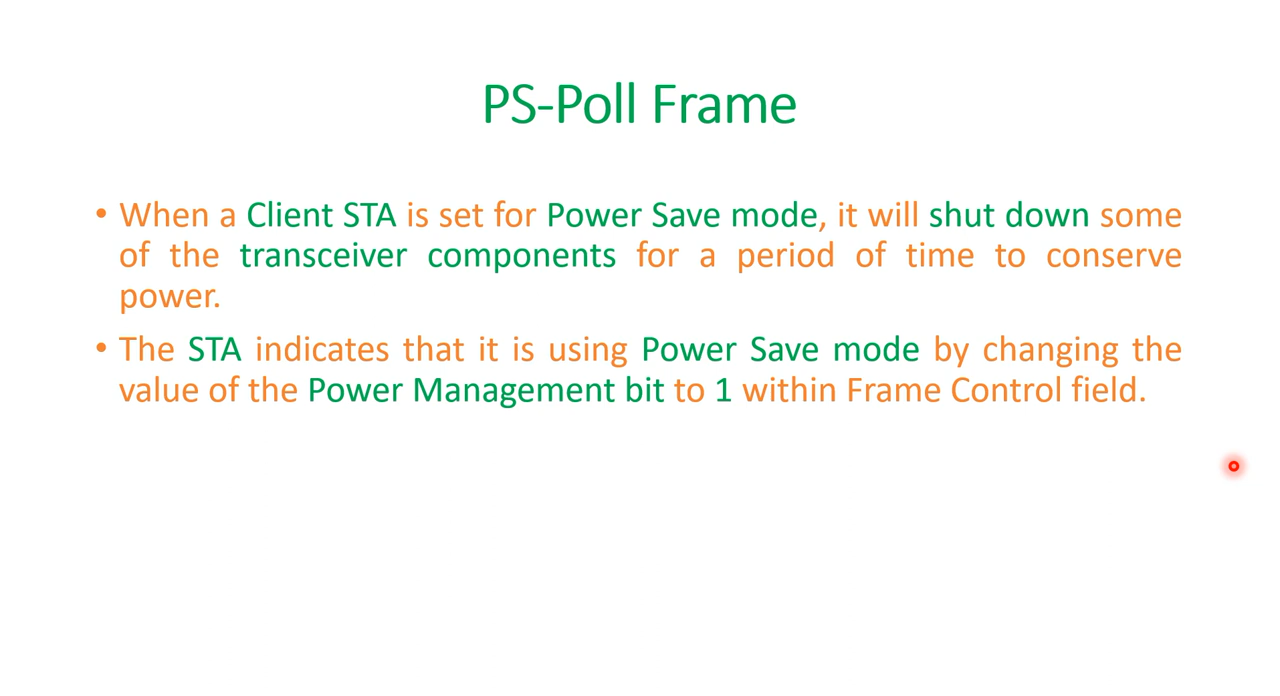 PS-Poll Frame
• When a Client STA is set for Power Save mode, it will shut down some
of the transceiver components for a period of time to conserve
power.
• The STA indicates that it is using Power Save mode by changing the
value of the Power Management bit to 1 within Frame Control field.